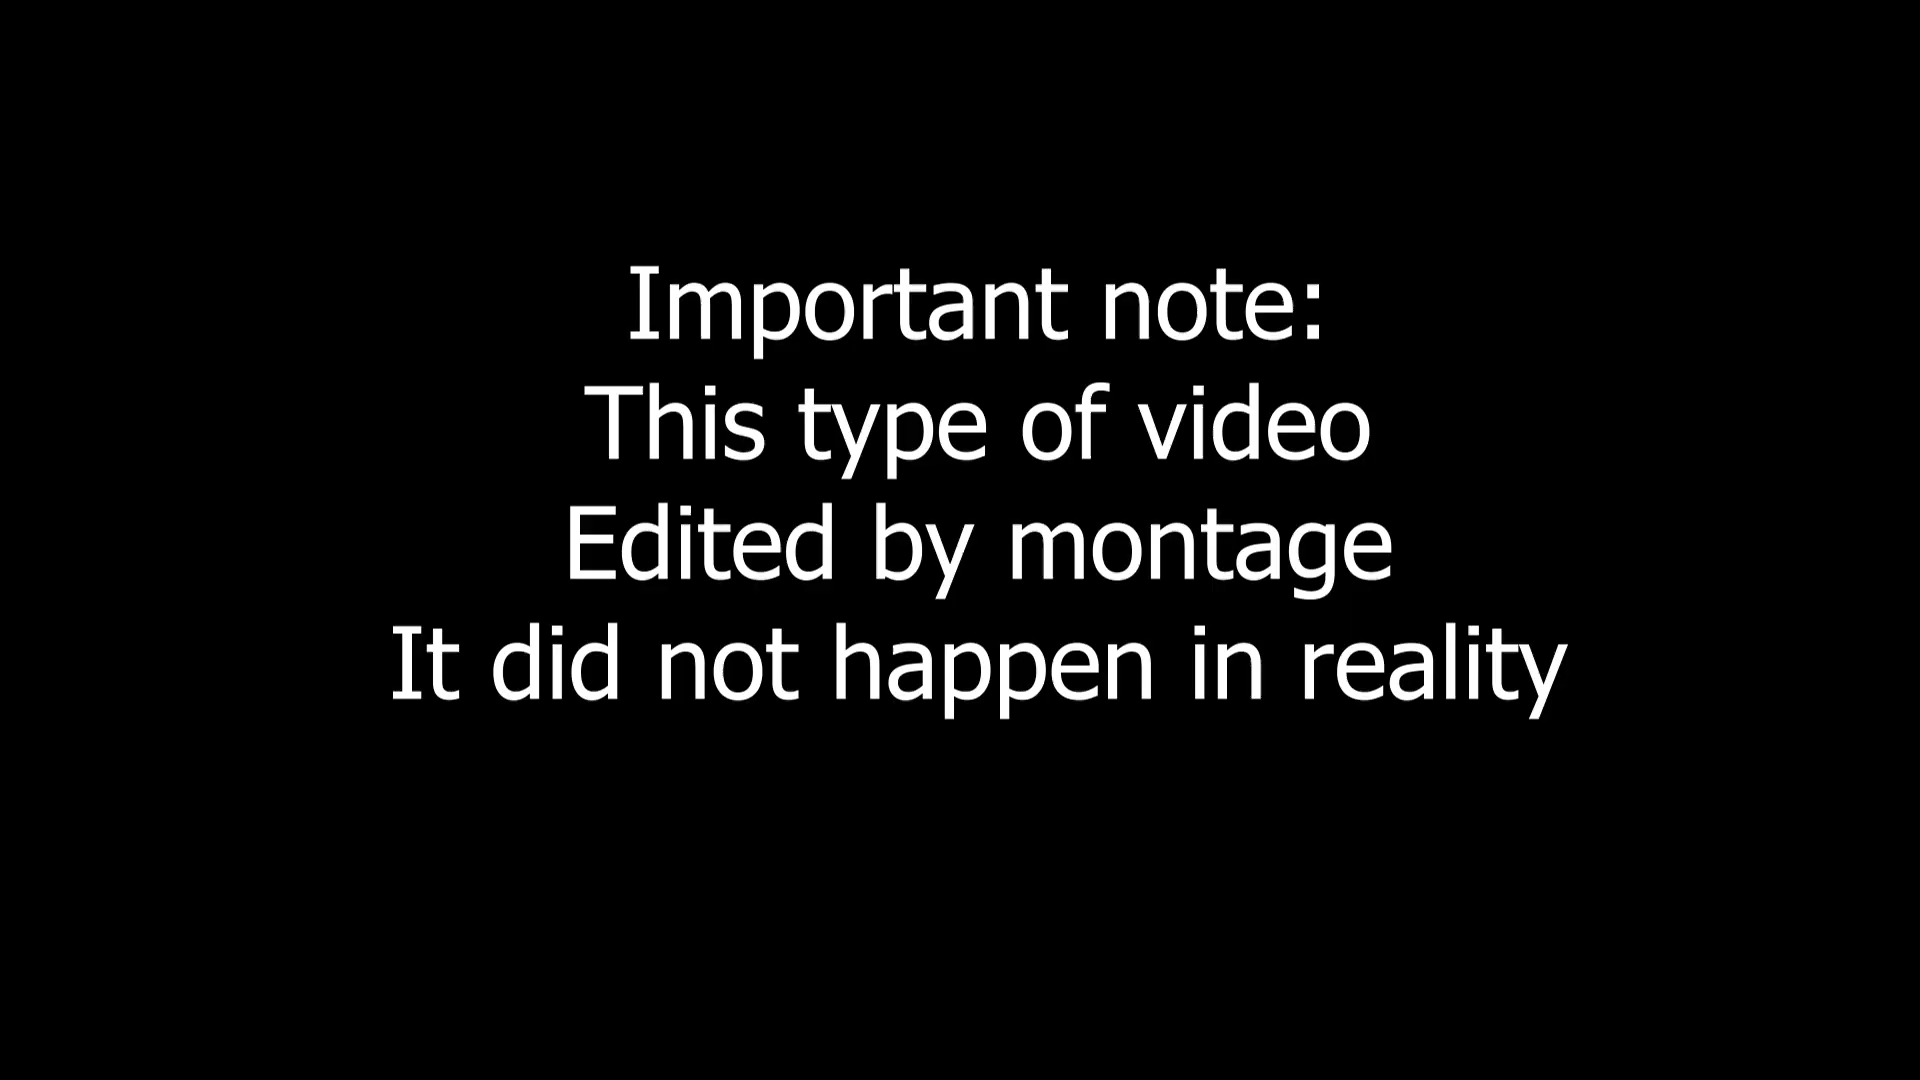 Important note:
This type of video
Edited by montage
It did not happen in reality